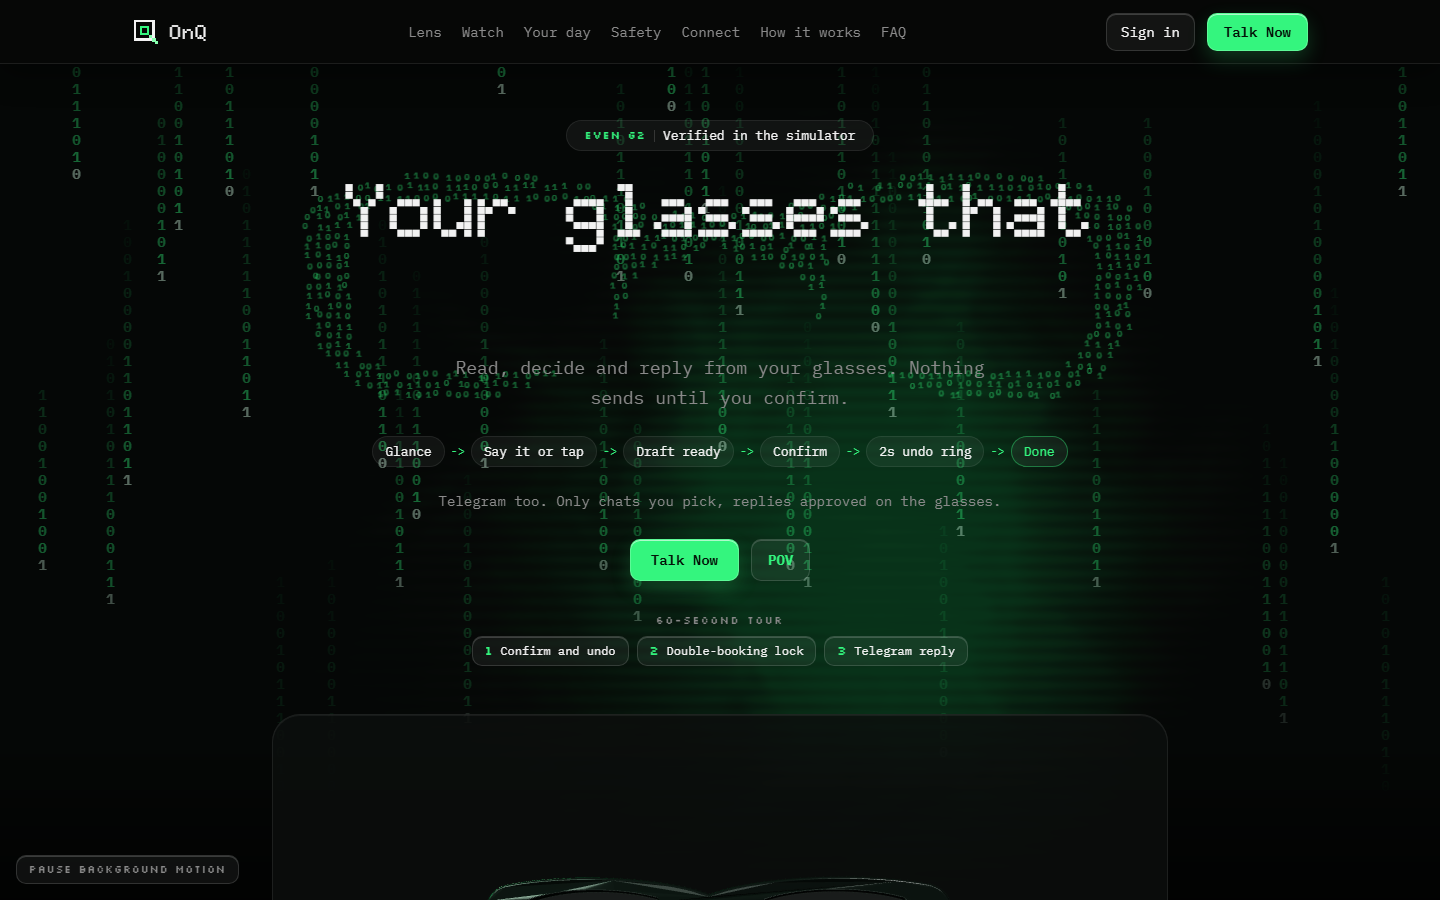 OnQ
Lens Watch Your day Safety Connect How it works FAQ
Sign in
Talk Now
EVEN G2 | Verified in the simulator
Your glasses that
Read, decide and reply from your glasses. Nothing
sends until you confirm.
Glance -> Say it or tap -> Draft ready -> Confirm -> 2s undo ring -> Done
Telegram too. Only chats you pick, replies approved on the glasses.
Talk Now
POV
60-SECOND TOUR
1 Confirm and undo
2 Double-booking lock
3 Telegram reply
PAUSE BACKGROUND MOTION